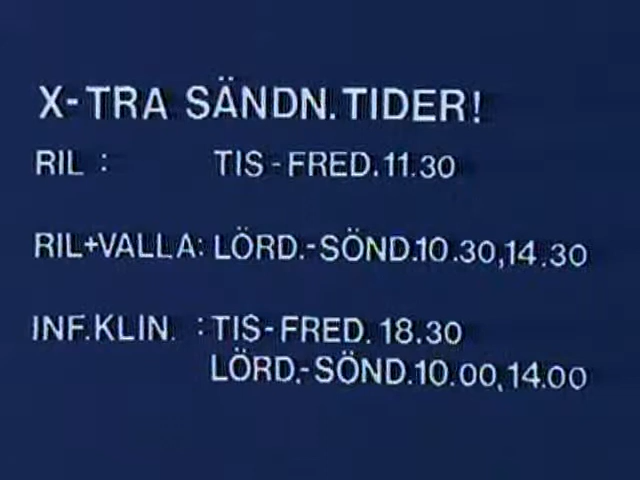 X-TRA SÄNDN.TIDER!
RIL : TIS-FRED.11.30
RIL+VALLA: LÖRD.-SÖND.10.30,14.30
INF.KLIN. : TIS-FRED. 18.30
LÖRD.-SÖND.10.00,14.00